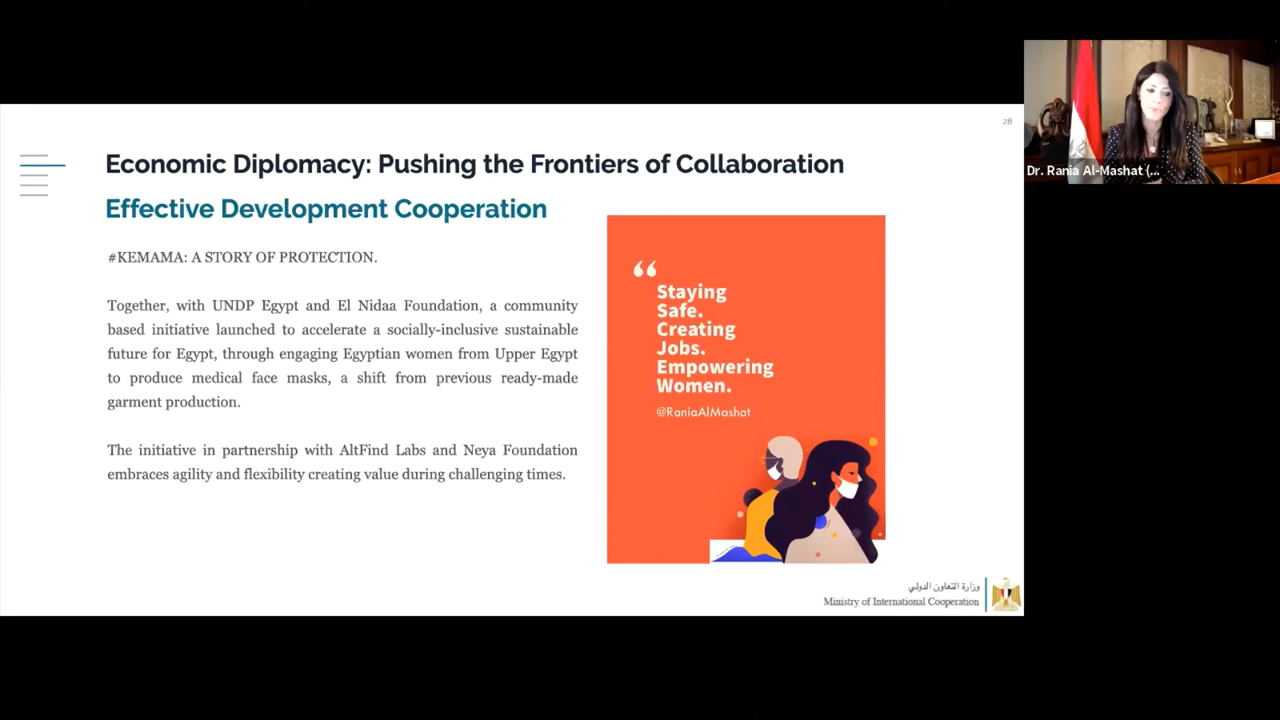 28
Economic Diplomacy: Pushing the Frontiers of Collaboration
Effective Development Cooperation
#KEMAMA: A STORY OF PROTECTION.
Together, with UNDP Egypt and El Nidaa Foundation, a community
based initiative launched to accelerate a socially-inclusive sustainable
future for Egypt, through engaging Egyptian women from Upper Egypt
to produce medical face masks, a shift from previous ready-made
garment production.
The initiative in partnership with AltFind Labs and Neya Foundation
embraces agility and flexibility creating value during challenging times.
“
Staying
Safe.
Creating
Jobs.
Empowering
Women.
@RaniaAlMashat
وزارة التعاون الدولي
Ministry of International Cooperation
Dr. Rania Al-Mashat (...